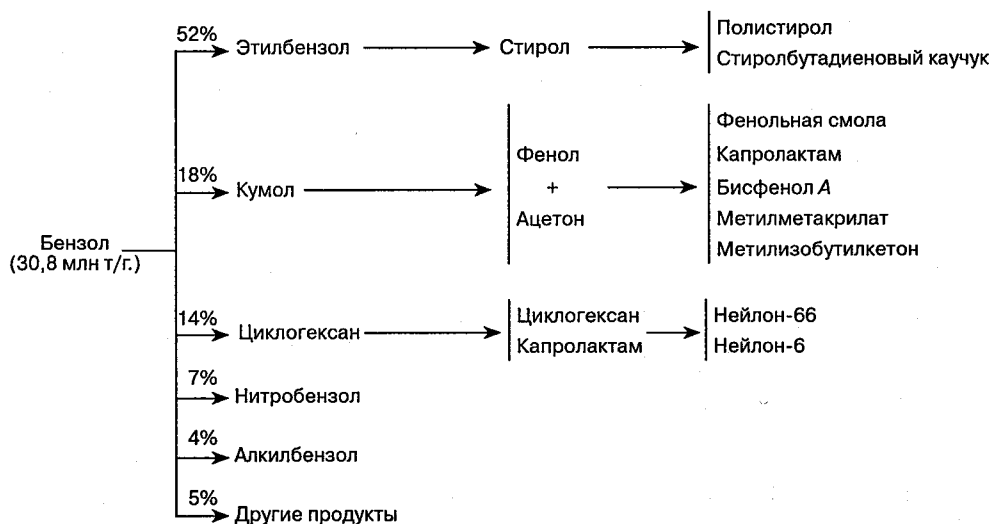 52%
Этилбензол
Стирол
Полистирол
Стиролбутадиеновый каучук
18%
Кумол
Фенол
+
Ацетон
Фенольная смола
Капролактам
Бисфенол А
Метилметакрилат
Метилизобутилкетон
Бензол
(30,8 млн т/г.)
14%
Циклогексан
Циклогексан
Капролактам
Нейлон-66
Нейлон-6
7%
Нитробензол
4%
Алкилбензол
5%
Другие продукты